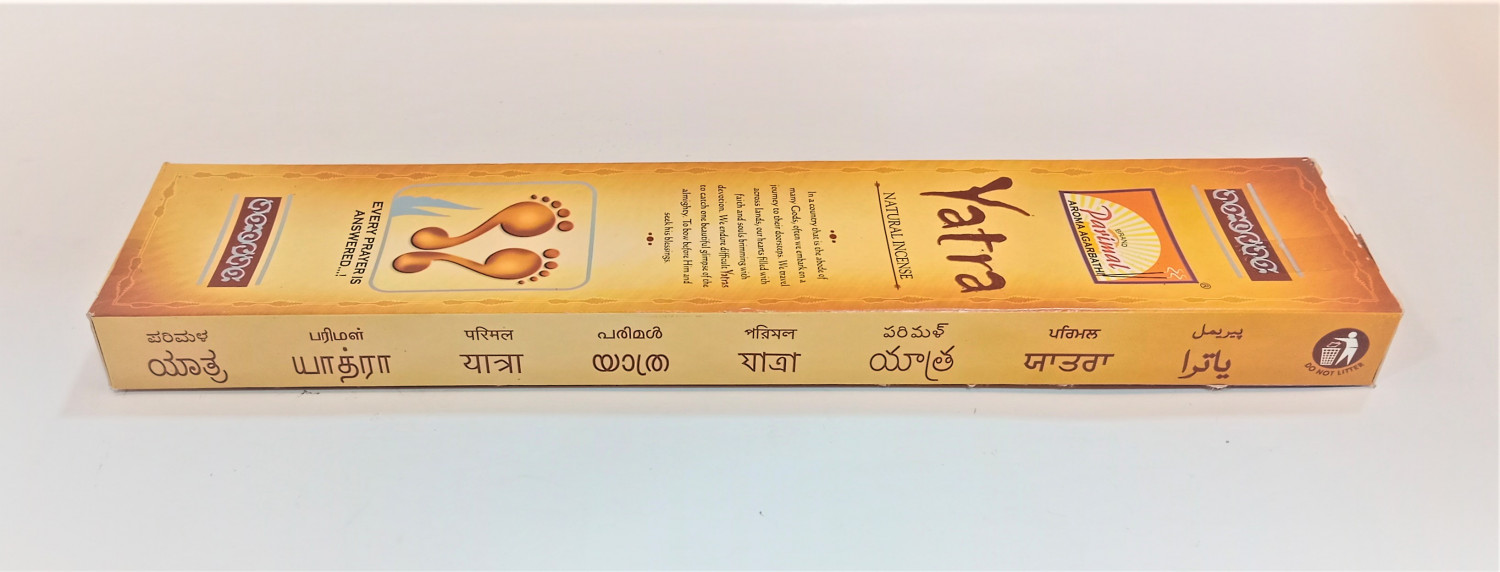 Parimal
BRAND
AROMA AGARBATHI
®
Yatra
NATURAL INCENSE
In a country that is the abode of
many Gods, often we embark on a
journey to their doorsteps. We travel
across lands, our hearts filled with
faith and souls brimming with
devotion. We endure difficult Yatras
to catch one beautiful glimpse of the
almighty. To bow before Him and
seek his blessings.
EVERY PRAYER IS
ANSWERED...!
ಪರಿಮಳ
ಯಾತ್ರ
பரிமள்
யாத்ரா
परिमल
यात्रा
പരിമൾ
യാത്ര
পরিমল
যাত্রা
పరిమళ్
యాత్ర
ਪਰਿਮਲ
ਯਾਤਰਾ
پیریمل
یاترا
DO NOT LITTER